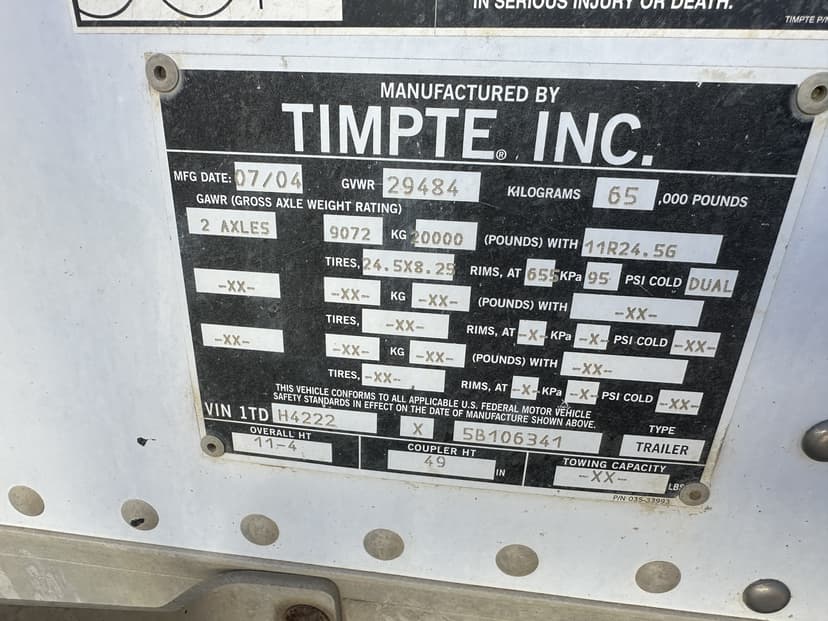 IN SERIOUS INJURY OR DEATH.
TIMPTE P/N
MANUFACTURED BY
TIMPTE® INC.
MFG DATE: 07/04 GVWR 29484 KILOGRAMS 65 ,000 POUNDS
GAWR (GROSS AXLE WEIGHT RATING)
2 AXLES 9072 KG 20000 (POUNDS) WITH 11R24.5G
TIRES, 24.5X8.25 RIMS, AT 655 KPa 95 PSI COLD DUAL
-XX- -XX- KG -XX- (POUNDS) WITH -XX-
TIRES, -XX- RIMS, AT -X- KPa -X- PSI COLD -XX-
-XX- -XX- KG -XX- (POUNDS) WITH -XX-
TIRES, -XX- RIMS, AT -X- KPa -X- PSI COLD -XX-
THIS VEHICLE CONFORMS TO ALL APPLICABLE U.S. FEDERAL MOTOR VEHICLE
SAFETY STANDARDS IN EFFECT ON THE DATE OF MANUFACTURE SHOWN ABOVE.
VIN 1TD H4222 X 5B106341 TYPE TRAILER
OVERALL HT 11-4 COUPLER HT 49 IN TOWING CAPACITY -XX- LBS
P/N 035-33993